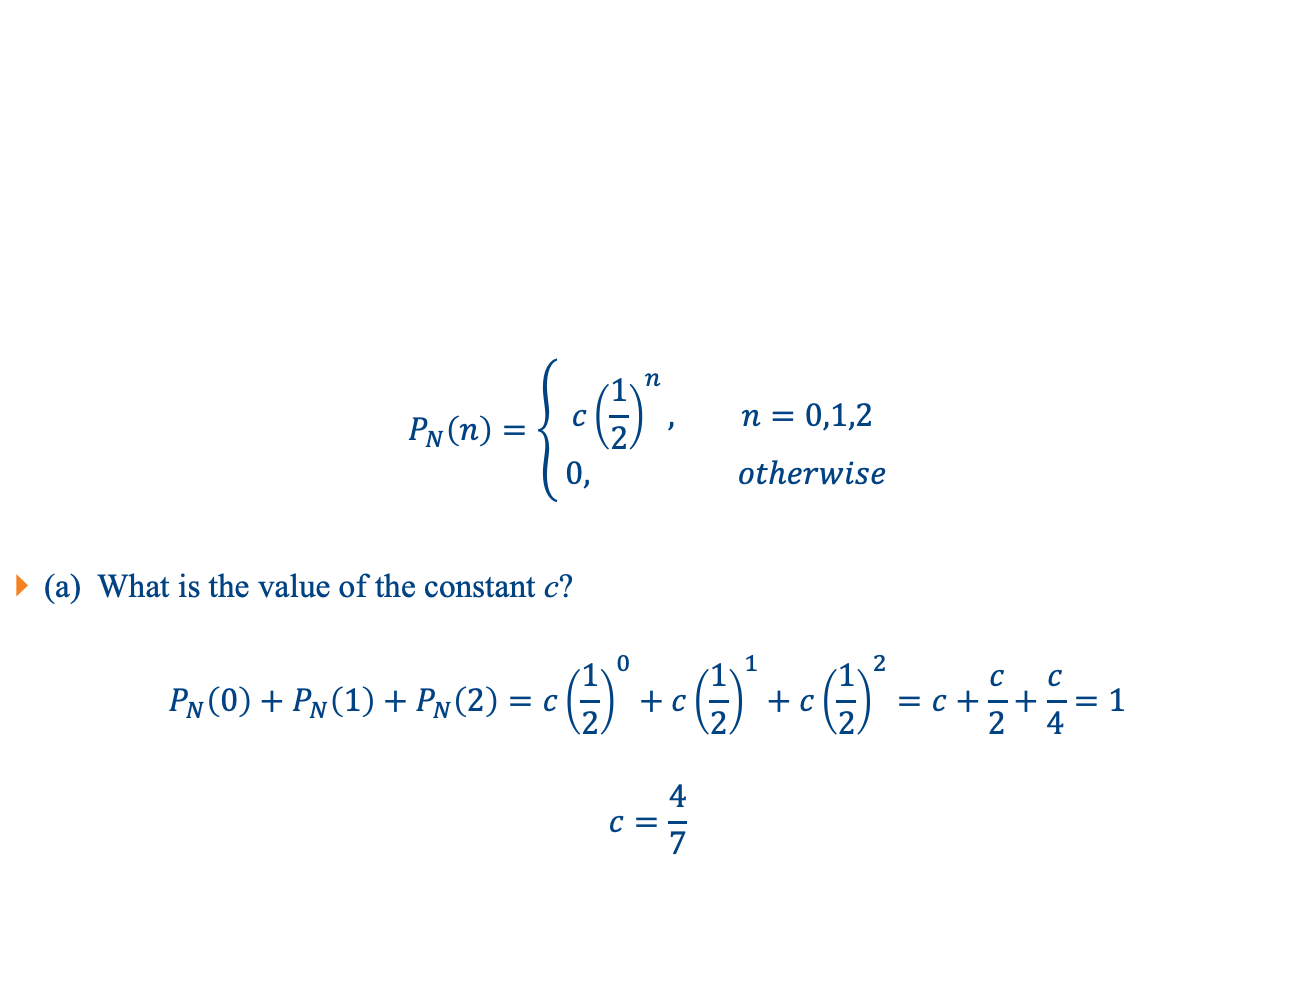 P_N(n) = { c(1/2)^n, n = 0,1,2
0, otherwise
(a) What is the value of the constant c?
P_N(0) + P_N(1) + P_N(2) = c(1/2)^0 + c(1/2)^1 + c(1/2)^2 = c + c/2 + c/4 = 1
c = 4/7